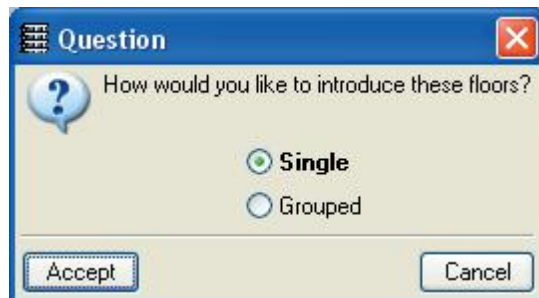 Question
How would you like to introduce these floors?
Single
Grouped
Accept
Cancel